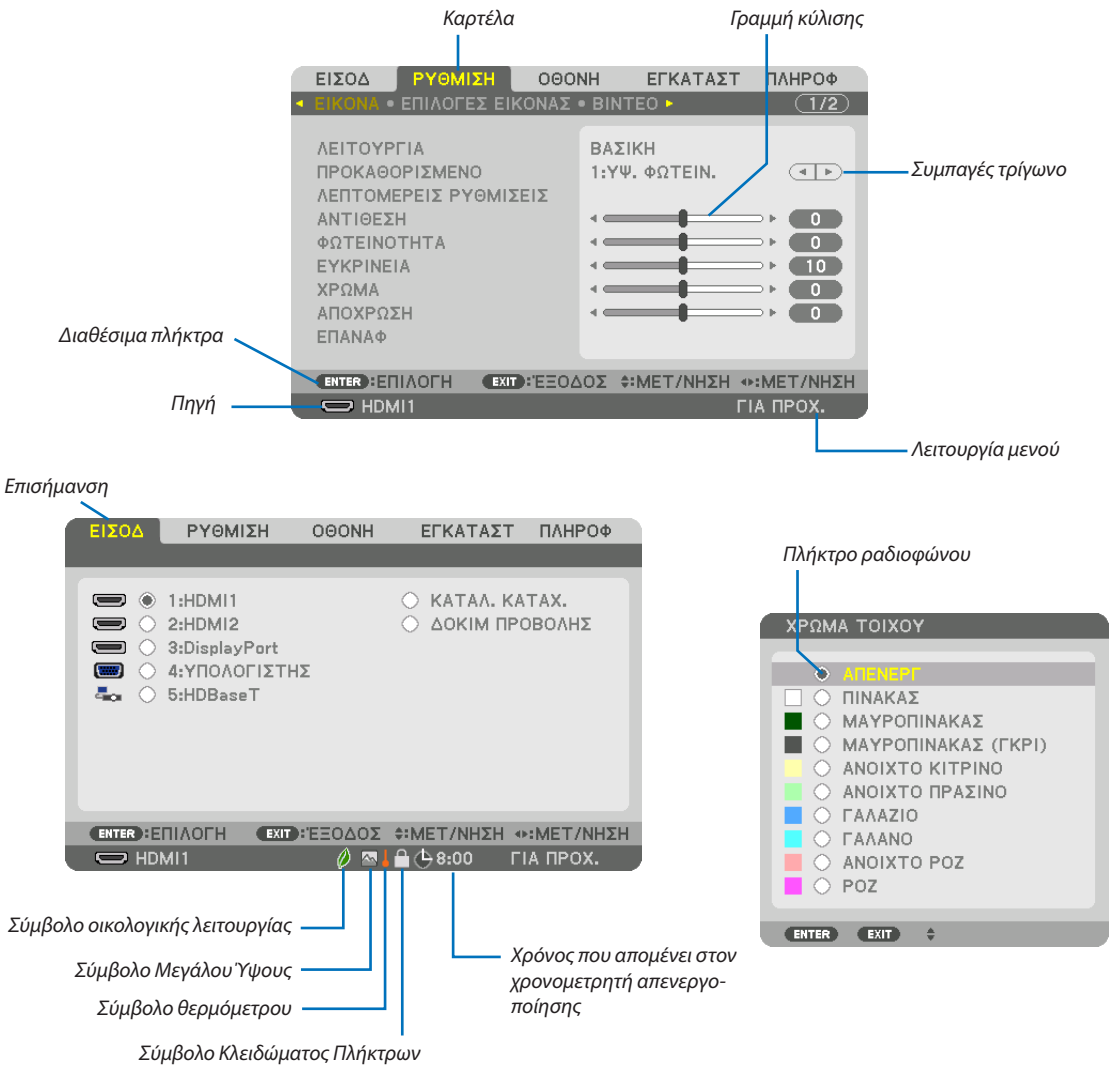 Καρτέλα
Γραμμή κύλισης
ΕΙΣΟΔ ΡΥΘΜΙΣΗ ΟΘΟΝΗ ΕΓΚΑΤΑΣΤ ΠΛΗΡΟΦ
ΕΙΚΟΝΑ • ΕΠΙΛΟΓΕΣ ΕΙΚΟΝΑΣ • ΒΙΝΤΕΟ 1/2
ΛΕΙΤΟΥΡΓΙΑ ΒΑΣΙΚΗ
ΠΡΟΚΑΘΟΡΙΣΜΕΝΟ 1:ΥΨ. ΦΩΤΕΙΝ.
Συμπαγές τρίγωνο
ΛΕΠΤΟΜΕΡΕΙΣ ΡΥΘΜΙΣΕΙΣ
ΑΝΤΙΘΕΣΗ 0
ΦΩΤΕΙΝΟΤΗΤΑ 0
ΕΥΚΡΙΝΕΙΑ 10
ΧΡΩΜΑ 0
ΑΠΟΧΡΩΣΗ 0
ΕΠΑΝΑΦ
Διαθέσιμα πλήκτρα
ENTER :ΕΠΙΛΟΓΗ EXIT :ΈΞΟΔΟΣ :ΜΕΤ/ΝΗΣΗ :ΜΕΤ/ΝΗΣΗ
Πηγή
HDMI1 ΓΙΑ ΠΡΟΧ.
Λειτουργία μενού
Επισήμανση
ΕΙΣΟΔ ΡΥΘΜΙΣΗ ΟΘΟΝΗ ΕΓΚΑΤΑΣΤ ΠΛΗΡΟΦ
1:HDMI1 ΚΑΤΑΛ. ΚΑΤΑΧ.
2:HDMI2 ΔΟΚΙΜ ΠΡΟΒΟΛΗΣ
3:DisplayPort
4:ΥΠΟΛΟΓΙΣΤΗΣ
5:HDBaseT
ENTER :ΕΠΙΛΟΓΗ EXIT :ΈΞΟΔΟΣ :ΜΕΤ/ΝΗΣΗ :ΜΕΤ/ΝΗΣΗ
HDMI1 8:00 ΓΙΑ ΠΡΟΧ.
Σύμβολο οικολογικής λειτουργίας
Σύμβολο Μεγάλου Ύψους
Σύμβολο θερμόμετρου
Σύμβολο Κλειδώματος Πλήκτρων
Χρόνος που απομένει στον
χρονομετρητή απενεργο-
ποίησης
Πλήκτρο ραδιοφώνου
ΧΡΩΜΑ ΤΟΙΧΟΥ
ΑΠΕΝΕΡΓ
ΠΙΝΑΚΑΣ
ΜΑΥΡΟΠΙΝΑΚΑΣ
ΜΑΥΡΟΠΙΝΑΚΑΣ (ΓΚΡΙ)
ΑΝΟΙΧΤΟ ΚΙΤΡΙΝΟ
ΑΝΟΙΧΤΟ ΠΡΑΣΙΝΟ
ΓΑΛΑΖΙΟ
ΓΑΛΑΝΟ
ΑΝΟΙΧΤΟ ΡΟΖ
ΡΟΖ
ENTER EXIT